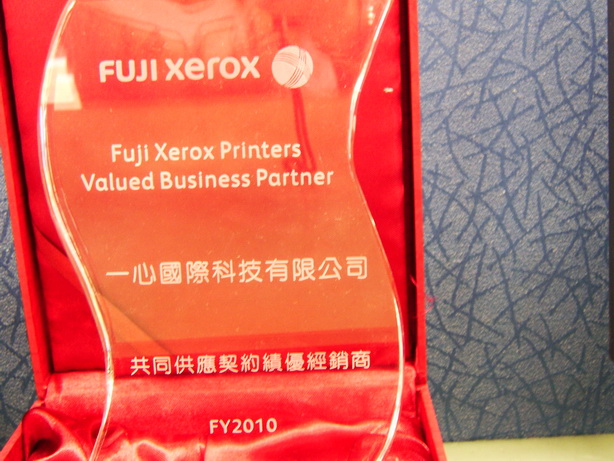 FUJI xerox
Fuji Xerox Printers
Valued Business Partner
一心國際科技有限公司
共同供應契約績優經銷商
FY2010